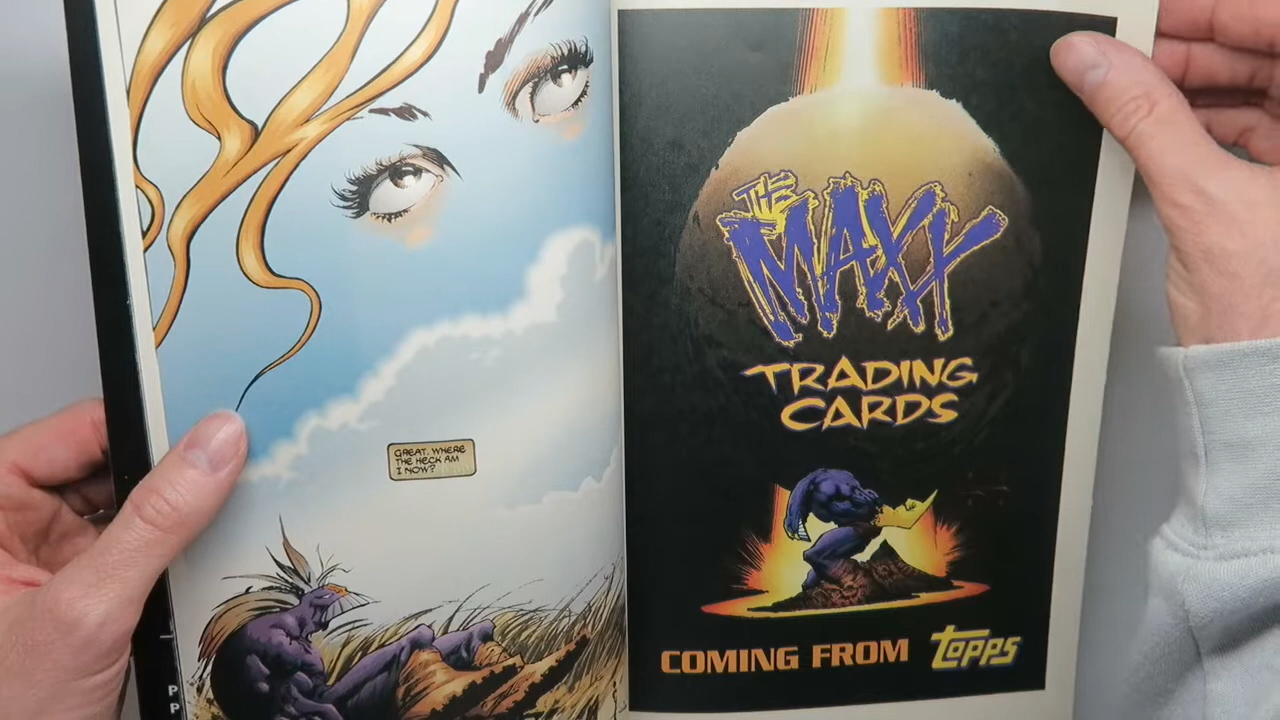 GREAT. WHERE
THE HECK AM
I NOW?
P
P
THE
MAXX
TRADING
CARDS
COMING FROM topps